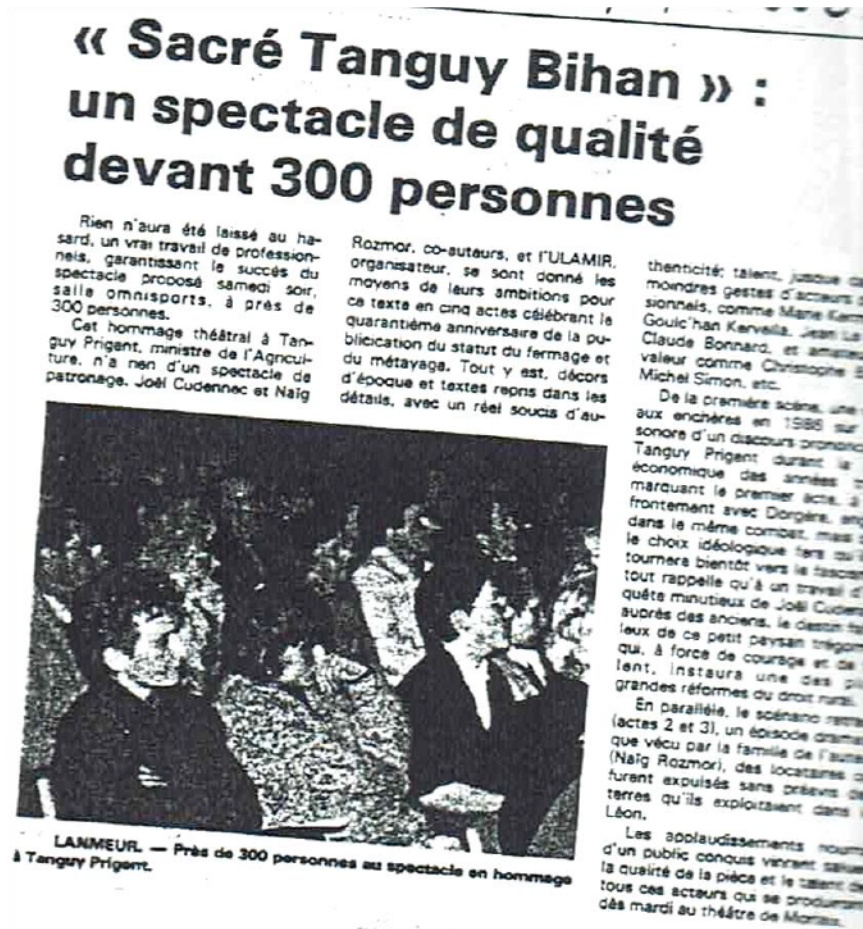 « Sacré Tanguy Bihan » :
un spectacle de qualité
devant 300 personnes
Rien n'aura été laissé au ha-
sard, un vrai travail de profession-
nels, garantissant le succès du
spectacle proposé samedi soir,
salle omnisports, à près de
300 personnes.
Cet hommage théâtral à Tan-
guy Prigent, ministre de l'Agricul-
ture, n'a rien d'un spectacle de
patronage. Joël Cudennec et Naïg
Rozmor, co-auteurs, et l'ULAMIR,
organisateur, se sont donné les
moyens de leurs ambitions pour
ce texte en cinq actes célébrant le
quarantième anniversaire de la pu-
blicication du statut du fermage et
du métayage. Tout y est, décors
d'époque et textes repris dans les
détails, avec un réel soucis d'au-
thenticité; talent, jusque
moindres gestes d'acteurs
sionnels, comme Marie
Gouic'han Kervella, Jean
Claude Bonnard, et
valeur comme Christophe
Michel Simon, etc.
De la première scène, une
aux enchères en 1986 sur
sonore d'un discours
Tanguy Prigent durant la
économique des années
marquant le premier acte, à
frontement avec Dorgère,
dans le même combat, mais
le choix idéologique
tournera bientôt vers le
tout rappelle qu'à un travail
quête minutieux de Joël
auprès des anciens, le
leux de ce petit paysan
qui, à force de courage et de
lent, instaura une des
grandes réformes du droit rural.
En parallèle, le scénario
(actes 2 et 3), un épisode
que vécu par la famille de
(Naïg Rozmor), des locataires
furent expulsés sans préavis
terres qu'ils exploitaient dans
Léon.
Les applaudissements
d'un public conquis vinrent
la qualité de la pièce et le talent de
tous ces acteurs qui se
dès mardi au théâtre de Morlaix.
LANMEUR. — Près de 300 personnes au spectacle en hommage
à Tanguy Prigent.